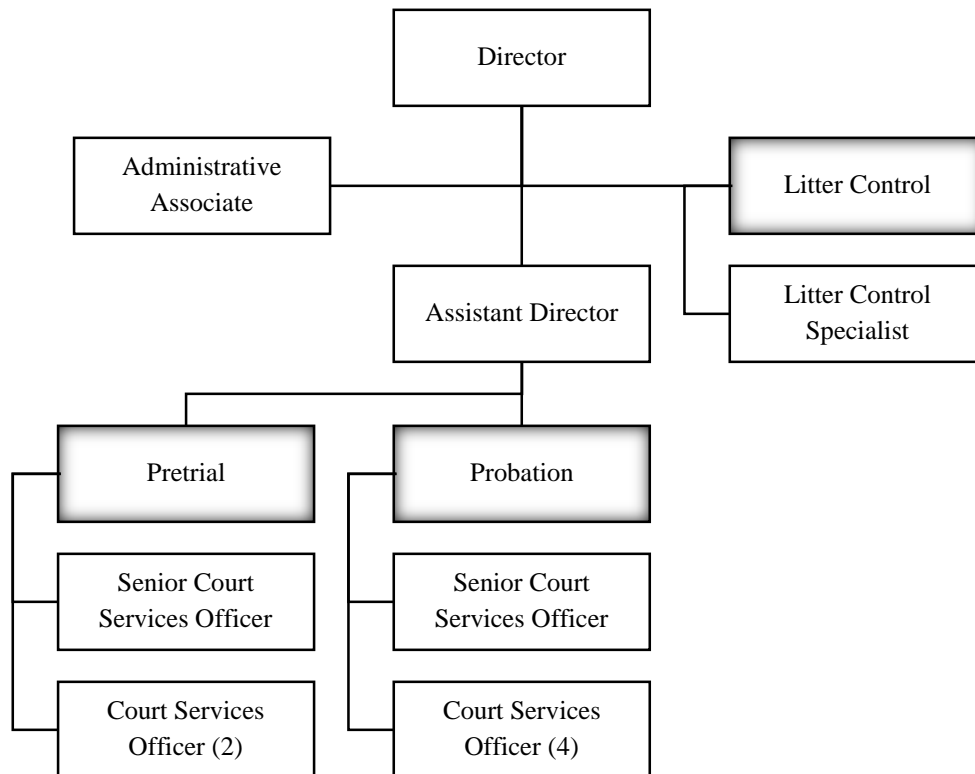 Director
Administrative
Associate
Litter Control
Assistant Director
Litter Control
Specialist
Pretrial
Probation
Senior Court
Services Officer
Senior Court
Services Officer
Court Services
Officer (2)
Court Services
Officer (4)